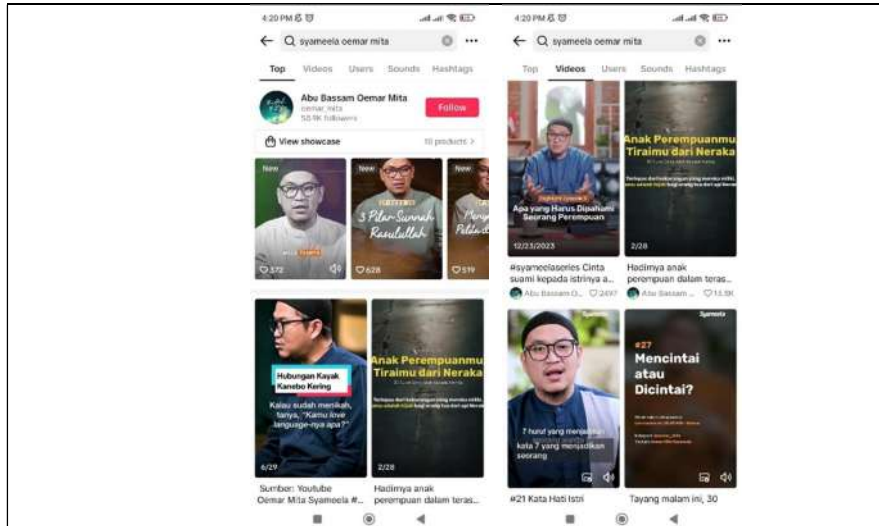 4:20 PM
syameela oemar mita
Top Videos Users Sounds Hashtags
Abu Bassam Oemar Mita
oemar_mita
Follow
View showcase
10 products >
New
372
New
3 Pilar Sunnah
Rasulullah
628
519
Hubungan Kayak
Kanebo Kering
Kalau sudah menikah,
tanya, "Kamu love
language-nya apa?"
6/29
Anak Perempuanmu
Tiraimu dari Neraka
2/28
Sumber: Youtube
Oemar Mita Syameela #...
Hadirnya anak
perempuan dalam teras...
4:20 PM
syameela oemar mita
Top Videos Users Sounds Hashtags
Apa yang Harus Dipahami
Seorang Perempuan
12/23/2023
Anak Perempuanmu
Tiraimu dari Neraka
2/28
#syameelaseries Cinta
suami kepada istrinya a...
Abu Bassam O... 2497
Hadirnya anak
perempuan dalam teras...
Abu Bassam ...
Syameela
7 huruf yang menjadikan
kata 7 yang menjadikan
seorang
Syameela
#27
Mencintai
atau
Dicintai?
#21 Kata Hati Istri
Tayang malam ini, 30